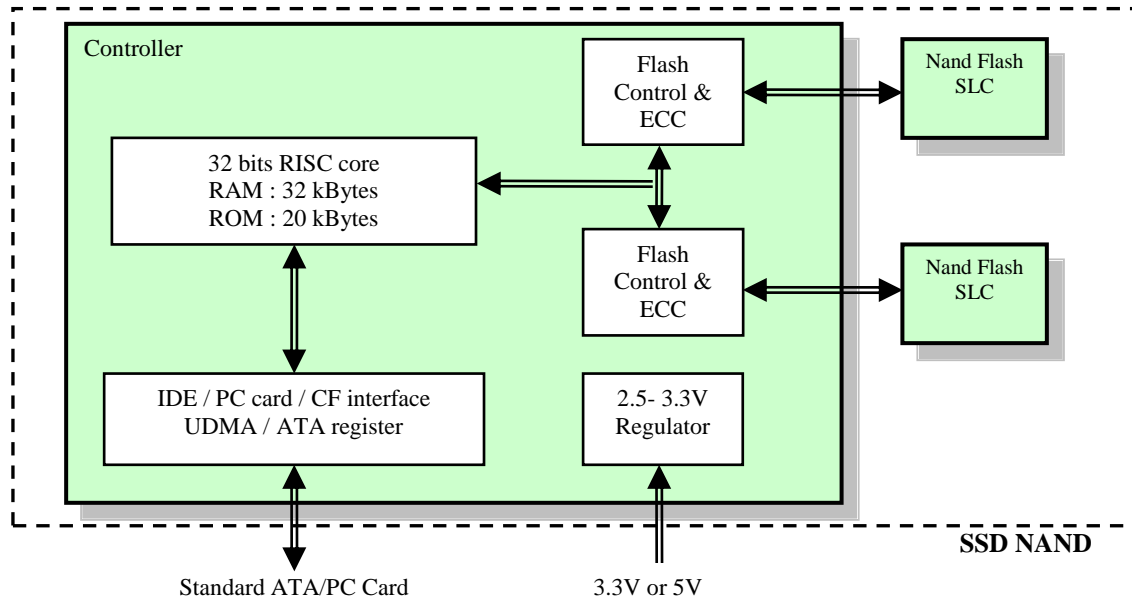 Controller
Flash
Control &
ECC
Nand Flash
SLC
32 bits RISC core
RAM : 32 kBytes
ROM : 20 kBytes
Flash
Control &
ECC
Nand Flash
SLC
IDE / PC card / CF interface
UDMA / ATA register
2.5- 3.3V
Regulator
SSD NAND
Standard ATA/PC Card
3.3V or 5V